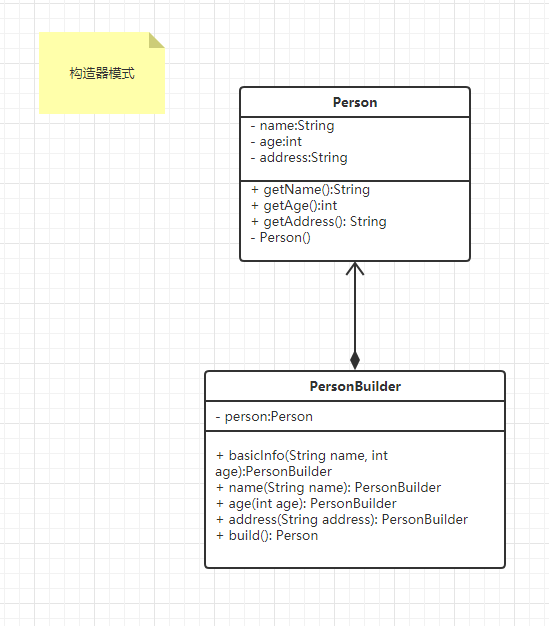 构造器模式
Person
- name:String
- age:int
- address:String
+ getName():String
+ getAge():int
+ getAddress(): String
- Person()
PersonBuilder
- person:Person
+ basicInfo(String name, int
age):PersonBuilder
+ name(String name): PersonBuilder
+ age(int age): PersonBuilder
+ address(String address): PersonBuilder
+ build(): Person